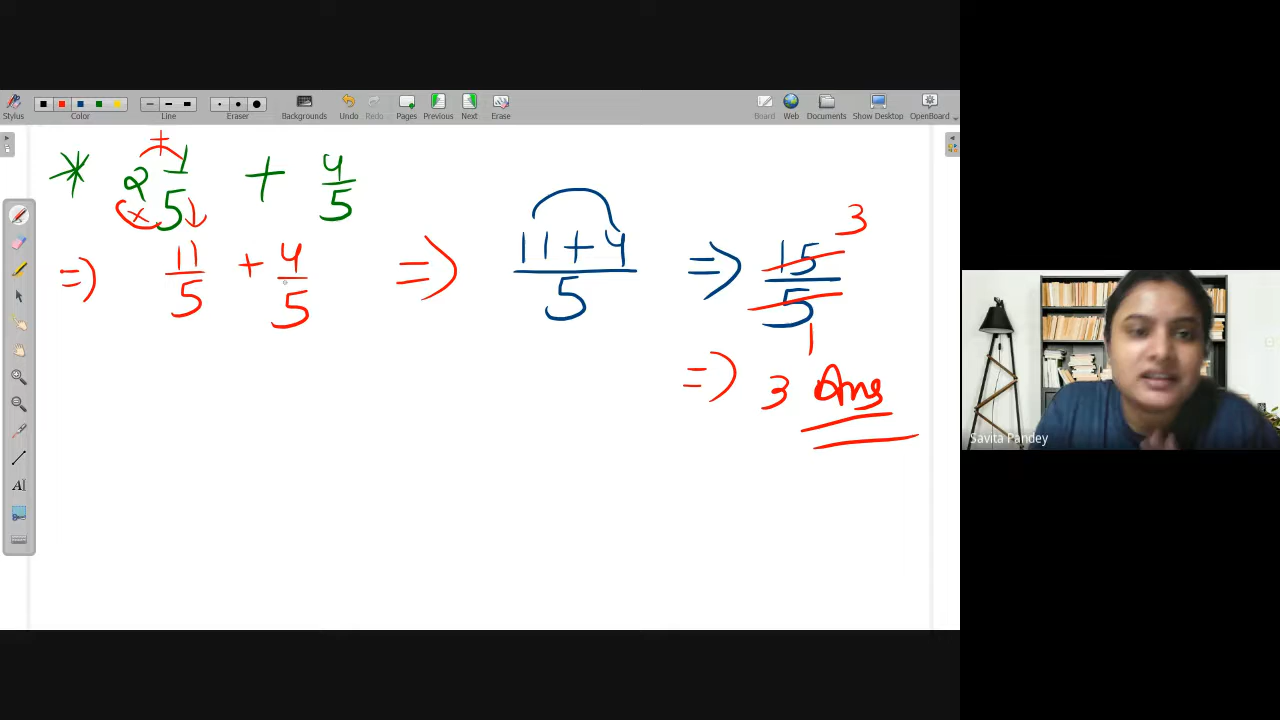 Stylus Color Line Eraser Backgrounds Undo Redo Pages Previous Next Erase Board Web Documents Show Desktop OpenBoard
+
* 2 1/5 + 4/5
×
=> 11/5 + 4/5 => 11+4/5 => 15/5 3
1
=> 3 Ans
AI
Savita Pandey